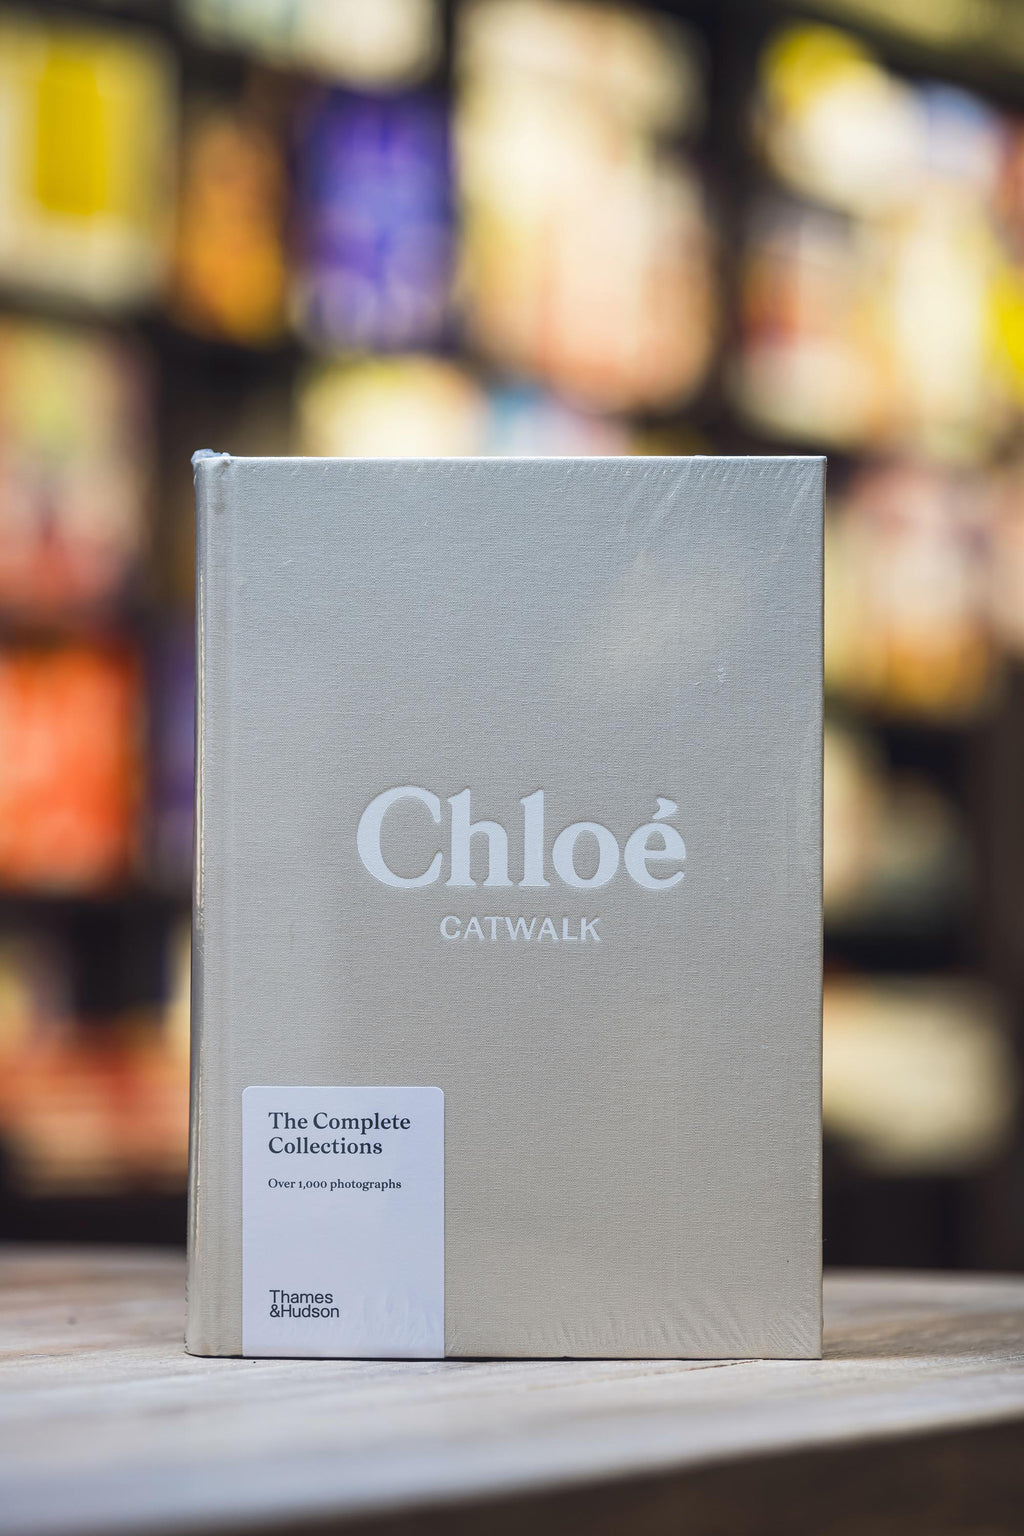 Chloé
CATWALK
The Complete
Collections
Over 1,000 photographs
Thames
&Hudson